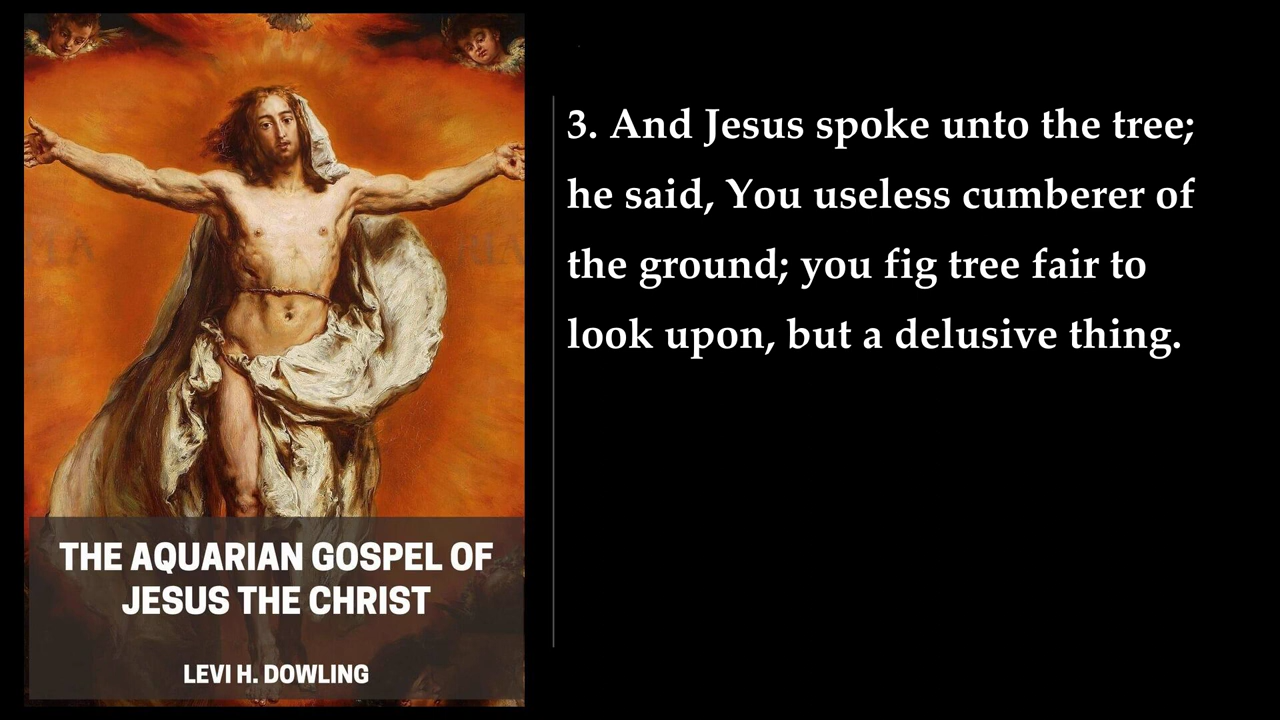 3. And Jesus spoke unto the tree;
he said, You useless cumberer of
the ground; you fig tree fair to
look upon, but a delusive thing.
THE AQUARIAN GOSPEL OF
JESUS THE CHRIST
LEVI H. DOWLING